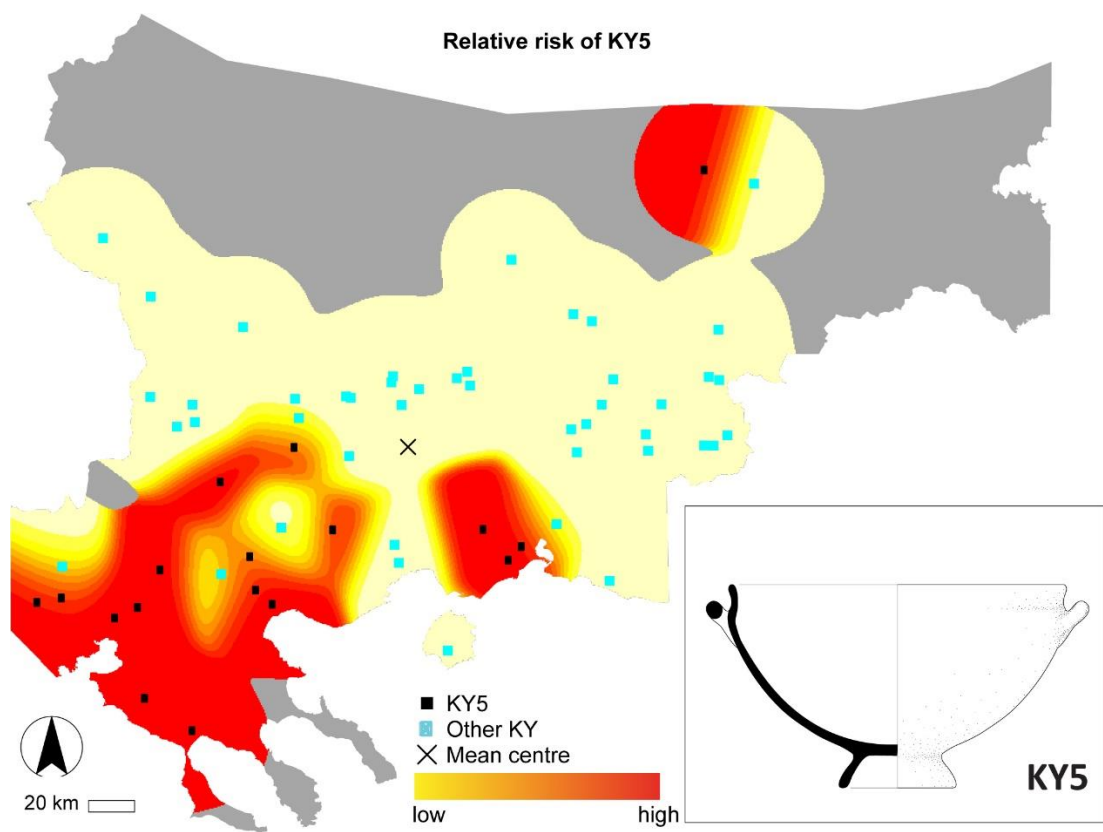 Relative risk of KY5
KY5
Other KY
Mean centre
low high
20 km
KY5